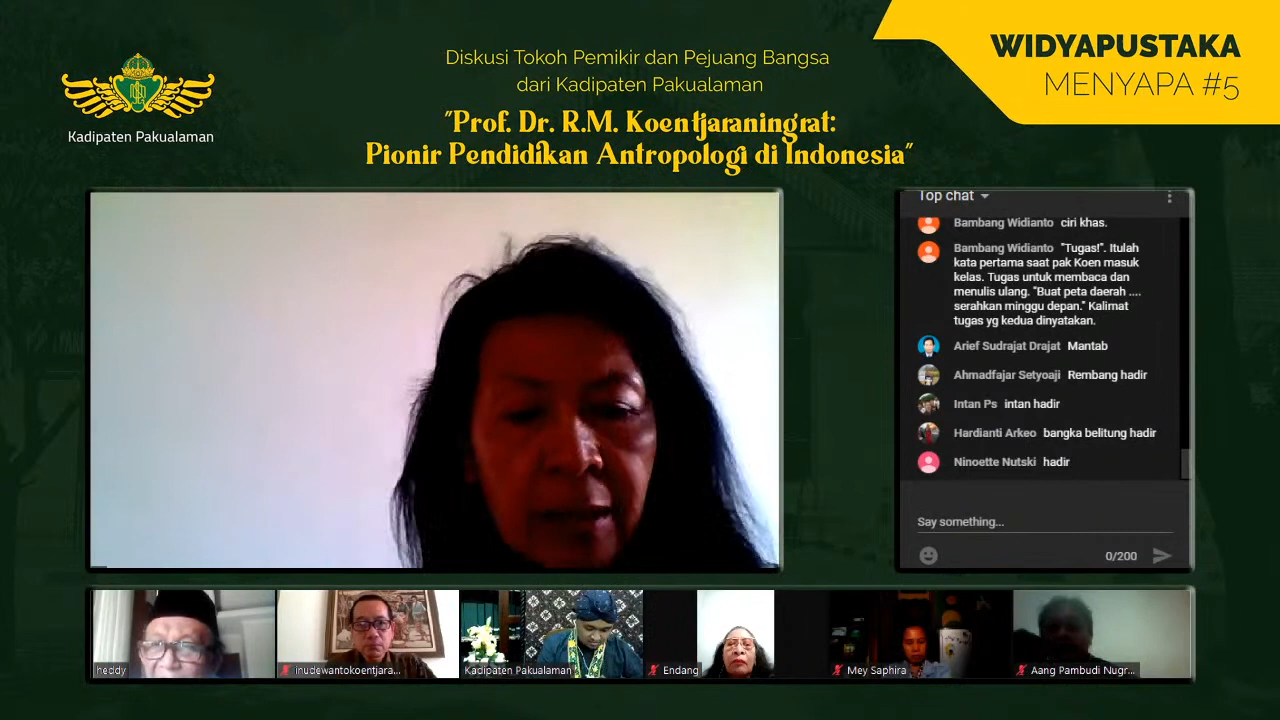 WIDYAPUSTAKA
MENYAPA #5
Diskusi Tokoh Pemikir dan Pejuang Bangsa
dari Kadipaten Pakualaman
"Prof. Dr. R.M. Koentjaraningrat:
Pionir Pendidikan Antropologi di Indonesia"
Kadipaten Pakualaman
Top chat
Bambang Widianto ciri khas.
Bambang Widianto "Tugas!". Itulah
kata pertama saat pak Koen masuk
kelas. Tugas untuk membaca dan
menulis ulang. "Buat peta daerah ....
serahkan minggu depan." Kalimat
tugas yg kedua dinyatakan.
Arief Sudrajat Drajat Mantab
Ahmadfajar Setyoaji Rembang hadir
Intan Ps intan hadir
Hardianti Arkeo bangka belitung hadir
Ninoette Nutski hadir
Say something...
0/200
heddy
inudewantokoentjara...
Kadipaten Pakualaman
Endang
Mey Saphira
Aang Pambudi Nugr...